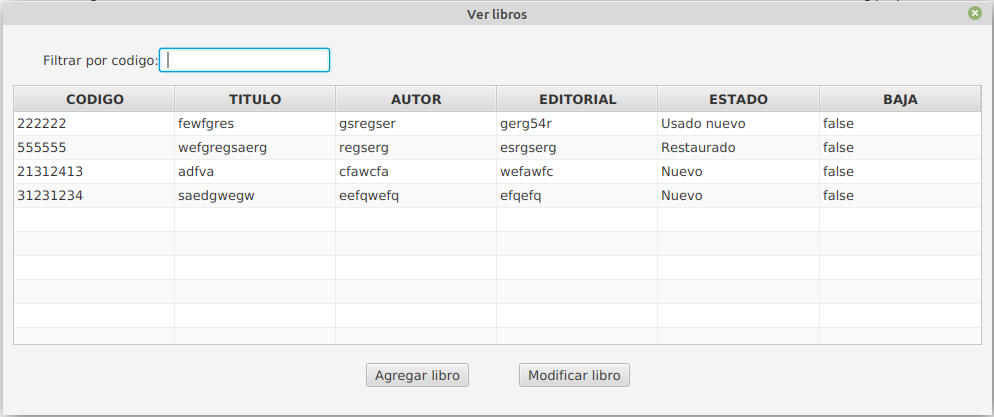 Ver libros
Filtrar por codigo:
CODIGO TITULO AUTOR EDITORIAL ESTADO BAJA
222222 fewfgres gsregser gerg54r Usado nuevo false
555555 wefgregsaerg regserg esrgserg Restaurado false
21312413 adfva cfawcfa wefawfc Nuevo false
31231234 saedgwegw eefqwefq efqefq Nuevo false
Agregar libro Modificar libro